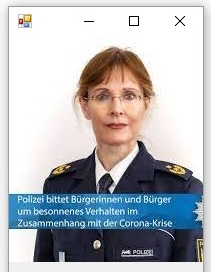 Polizei bittet Bürgerinnen und Bürger
um besonnenes Verhalten im
Zusammenhang mit der Corona-Krise
POLIZEI